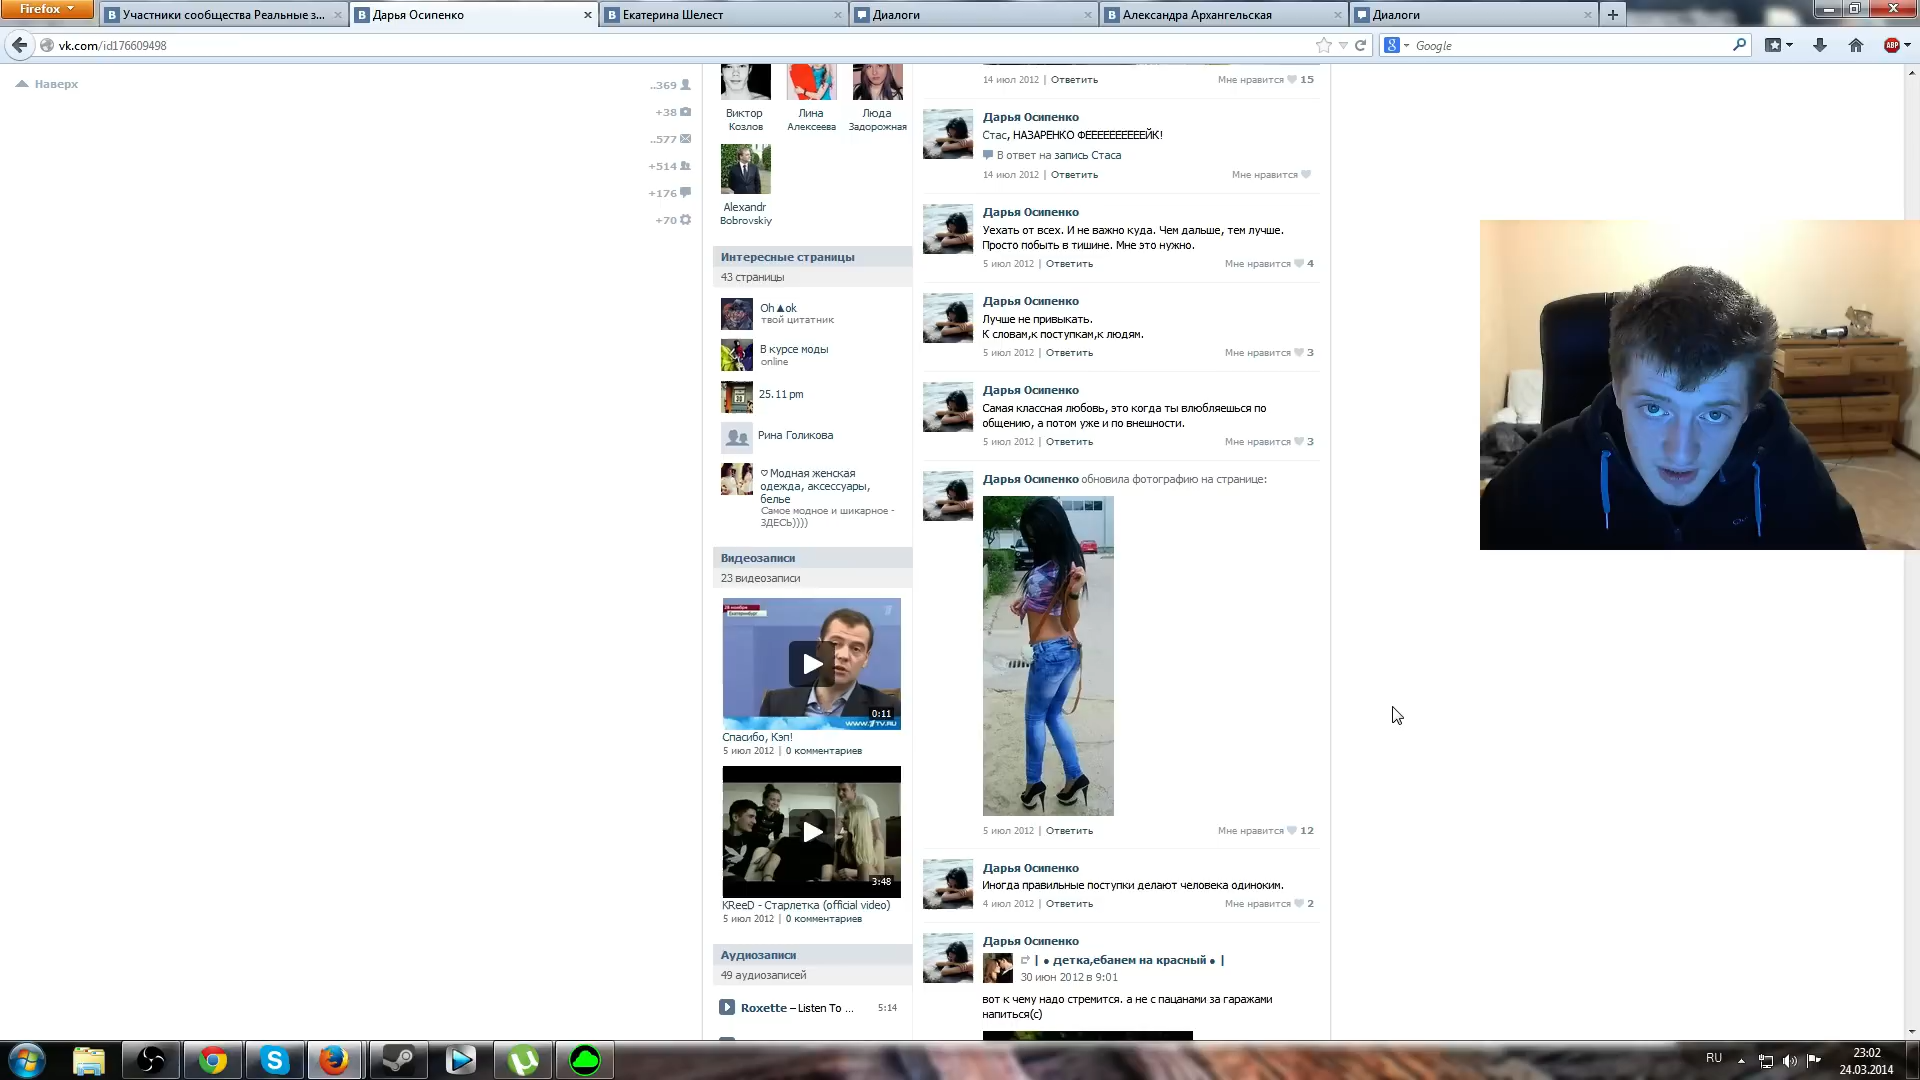 Firefox
Участники сообщества Реальные з...
Дарья Осипенко
Екатерина Шелест
Диалоги
Александра Архангельская
Диалоги
vk.com/id176609498
Google
ABP
Наверх
..369
+38
..577
+514
+176
+70
Виктор
Козлов
Лина
Алексеева
Люда
Задорожная
Alexandr
Bobrovskiy
Интересные страницы
43 страницы
Oh▲ok
твой цитатник
В курсе моды
online
25.11 pm
Рина Голикова
♡ Модная женская
одежда, аксессуары,
белье
Самое модное и шикарное -
ЗДЕСЬ))))
Видеозаписи
23 видеозаписи
WWW.1TV.RU
0:11
Спасибо, Кэп!
5 июл 2012 | 0 комментариев
3:48
KReeD - Старлетка (official video)
5 июл 2012 | 0 комментариев
Аудиозаписи
49 аудиозаписей
Roxette – Listen To ... 5:14
14 июл 2012 | Ответить
Мне нравится 15
Дарья Осипенко
Стас, НАЗАРЕНКО ФЕЕЕЕЕЕЕЕЕЕЙК!
В ответ на запись Стаса
14 июл 2012 | Ответить
Мне нравится
Дарья Осипенко
Уехать от всех. И не важно куда. Чем дальше, тем лучше.
Просто побыть в тишине. Мне это нужно.
5 июл 2012 | Ответить
Мне нравится 4
Дарья Осипенко
Лучше не привыкать.
К словам,к поступкам,к людям.
5 июл 2012 | Ответить
Мне нравится 3
Дарья Осипенко
Самая классная любовь, это когда ты влюбляешься по
общению, а потом уже и по внешности.
5 июл 2012 | Ответить
Мне нравится 3
Дарья Осипенко обновила фотографию на странице:
5 июл 2012 | Ответить
Мне нравится 12
Дарья Осипенко
Иногда правильные поступки делают человека одиноким.
4 июл 2012 | Ответить
Мне нравится 2
Дарья Осипенко
| ● детка,ебанем на красный ● |
30 июн 2012 в 9:01
вот к чему надо стремится. а не с пацанами за гаражами
напиться(с)
RU
23:02
24.03.2014